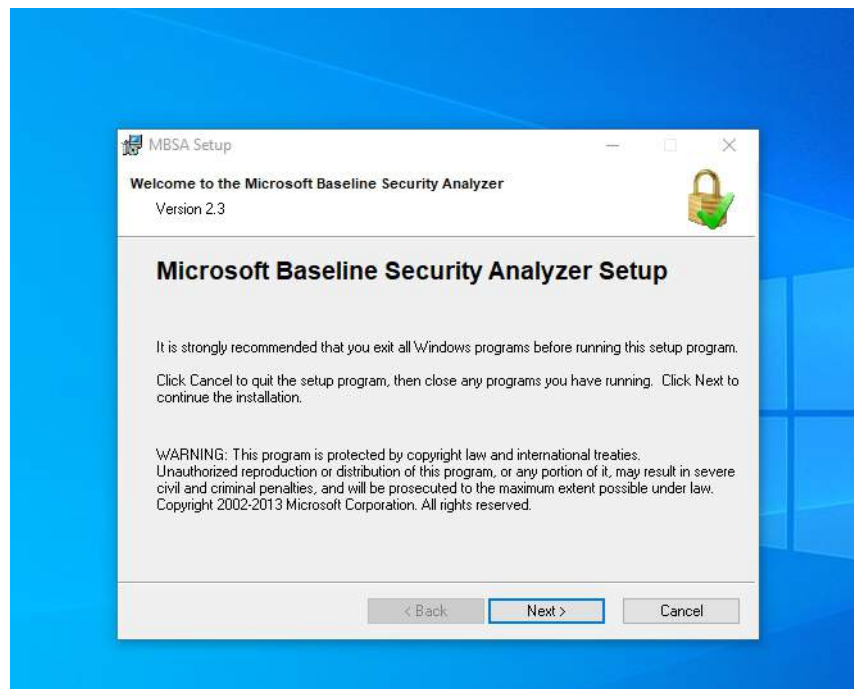 MBSA Setup
Welcome to the Microsoft Baseline Security Analyzer
Version 2.3
Microsoft Baseline Security Analyzer Setup
It is strongly recommended that you exit all Windows programs before running this setup program.
Click Cancel to quit the setup program, then close any programs you have running. Click Next to
continue the installation.
WARNING: This program is protected by copyright law and international treaties.
Unauthorized reproduction or distribution of this program, or any portion of it, may result in severe
civil and criminal penalties, and will be prosecuted to the maximum extent possible under law.
Copyright 2002-2013 Microsoft Corporation. All rights reserved.
< Back Next > Cancel